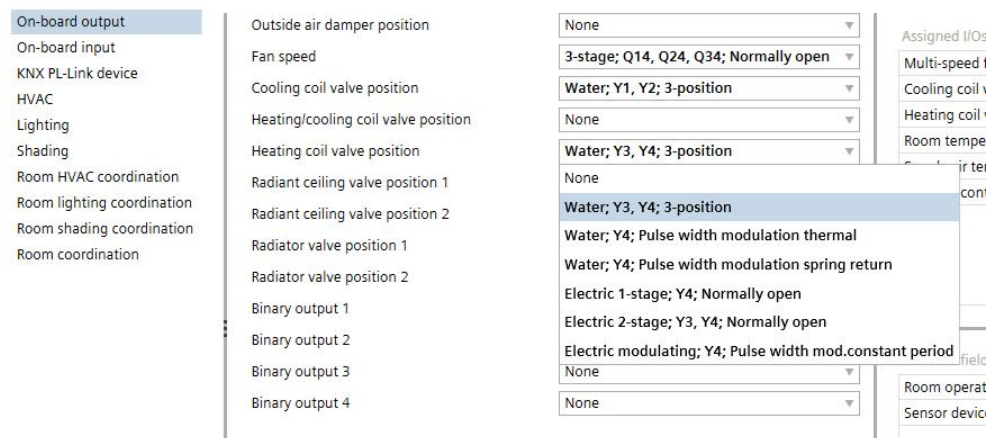 On-board output
On-board input
KNX PL-Link device
HVAC
Lighting
Shading
Room HVAC coordination
Room lighting coordination
Room shading coordination
Room coordination
Outside air damper position None
Fan speed 3-stage; Q14, Q24, Q34; Normally open
Cooling coil valve position Water; Y1, Y2; 3-position
Heating/cooling coil valve position None
Heating coil valve position Water; Y3, Y4; 3-position
Radiant ceiling valve position 1
Radiant ceiling valve position 2
Radiator valve position 1
Radiator valve position 2
Binary output 1
Binary output 2
Binary output 3 None
Binary output 4 None
None
Water; Y3, Y4; 3-position
Water; Y4; Pulse width modulation thermal
Water; Y4; Pulse width modulation spring return
Electric 1-stage; Y4; Normally open
Electric 2-stage; Y3, Y4; Normally open
Electric modulating; Y4; Pulse width mod.constant period
Assigned I/Os
Multi-speed
Cooling coil
Heating coil
Room
Room
Sensor